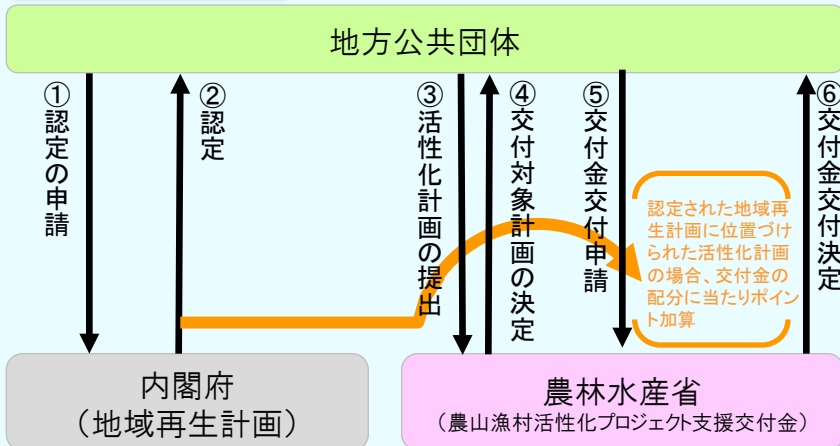 地方公共団体
①認定の申請
②認定
③活性化計画の提出
④交付対象計画の決定
⑤交付金交付申請
⑥交付金交付決定
認定された地域再
生計画に位置づけ
られた活性化計画
の場合、交付金の
配分に当たりポイン
ト加算
内閣府
（地域再生計画）
農林水産省
（農山漁村活性化プロジェクト支援交付金）